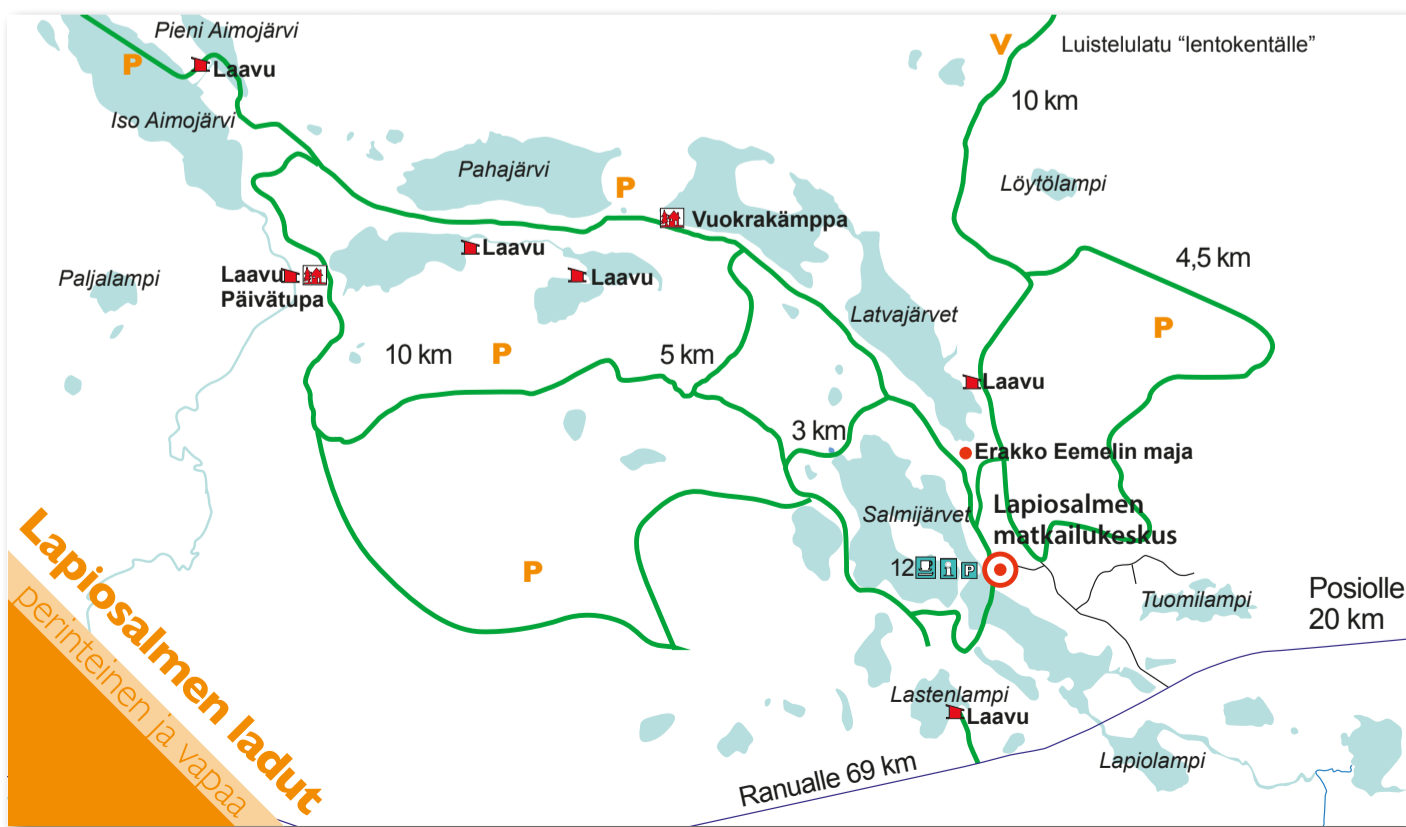 Pieni Aimojärvi
P
Laavu
Iso Aimojärvi
V
Luistelulatu “lentokentälle”
10 km
Pahajärvi
P
Löytölampi
Vuokrakämppa
Laavu
Laavu
4,5 km
Paljalampi
Laavu
Päivätupa
Latvajärvet
P
10 km
P
5 km
Laavu
3 km
Erakko Eemelin maja
Salmijärvet
Lapiosalmen
matkailukeskus
12
i
P
P
Tuomilampi
Posiolle
20 km
Lastenlampi
Laavu
Lapiolampi
Ranualle 69 km
Lapiosalmen ladut
perinteinen ja vapaa